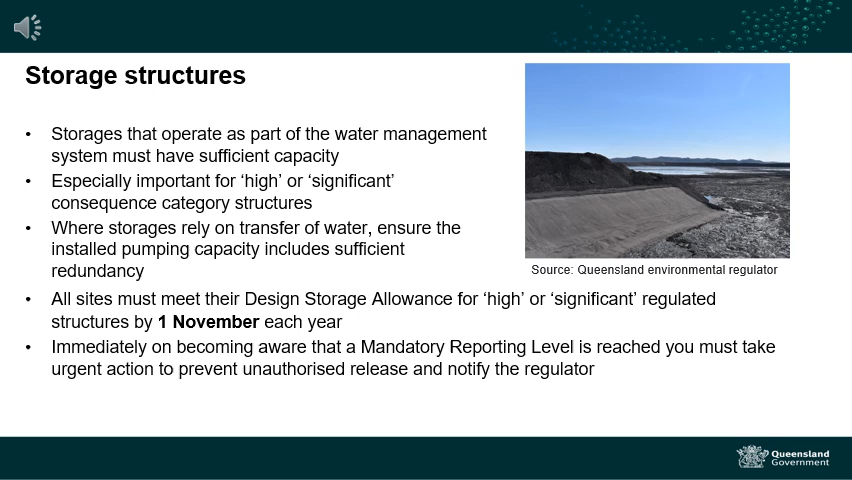 Storage structures
• Storages that operate as part of the water management
system must have sufficient capacity
• Especially important for ‘high’ or ‘significant’
consequence category structures
• Where storages rely on transfer of water, ensure the
installed pumping capacity includes sufficient
redundancy
Source: Queensland environmental regulator
• All sites must meet their Design Storage Allowance for ‘high’ or ‘significant’ regulated
structures by 1 November each year
• Immediately on becoming aware that a Mandatory Reporting Level is reached you must take
urgent action to prevent unauthorised release and notify the regulator
Queensland
Government